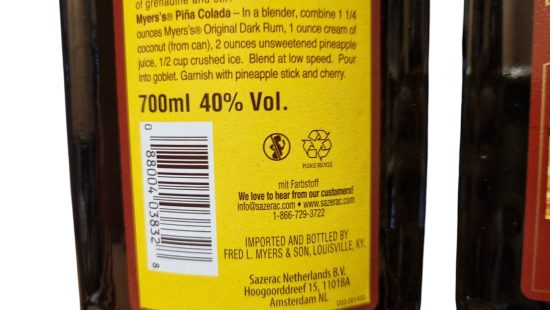 of grenadine and stir.
Myers's® Piña Colada – In a blender, combine 1 1/4
ounces Myers's® Original Dark Rum, 1 ounce cream of
coconut (from can), 2 ounces unsweetened pineapple
juice, 1/2 cup crushed ice. Blend at low speed. Pour
into goblet. Garnish with pineapple stick and cherry.
700ml 40% Vol.
0 88004 03832 8
PLEASE RECYCLE
mit Farbstoff
We love to hear from our customers!
info@sazerac.com • www.sazerac.com
1-866-729-3722
IMPORTED AND BOTTLED BY
FRED L. MYERS & SON, LOUISVILLE, KY.
Sazerac Netherlands B.V.
Hoogoorddreef 15, 1101BA
Amsterdam NL